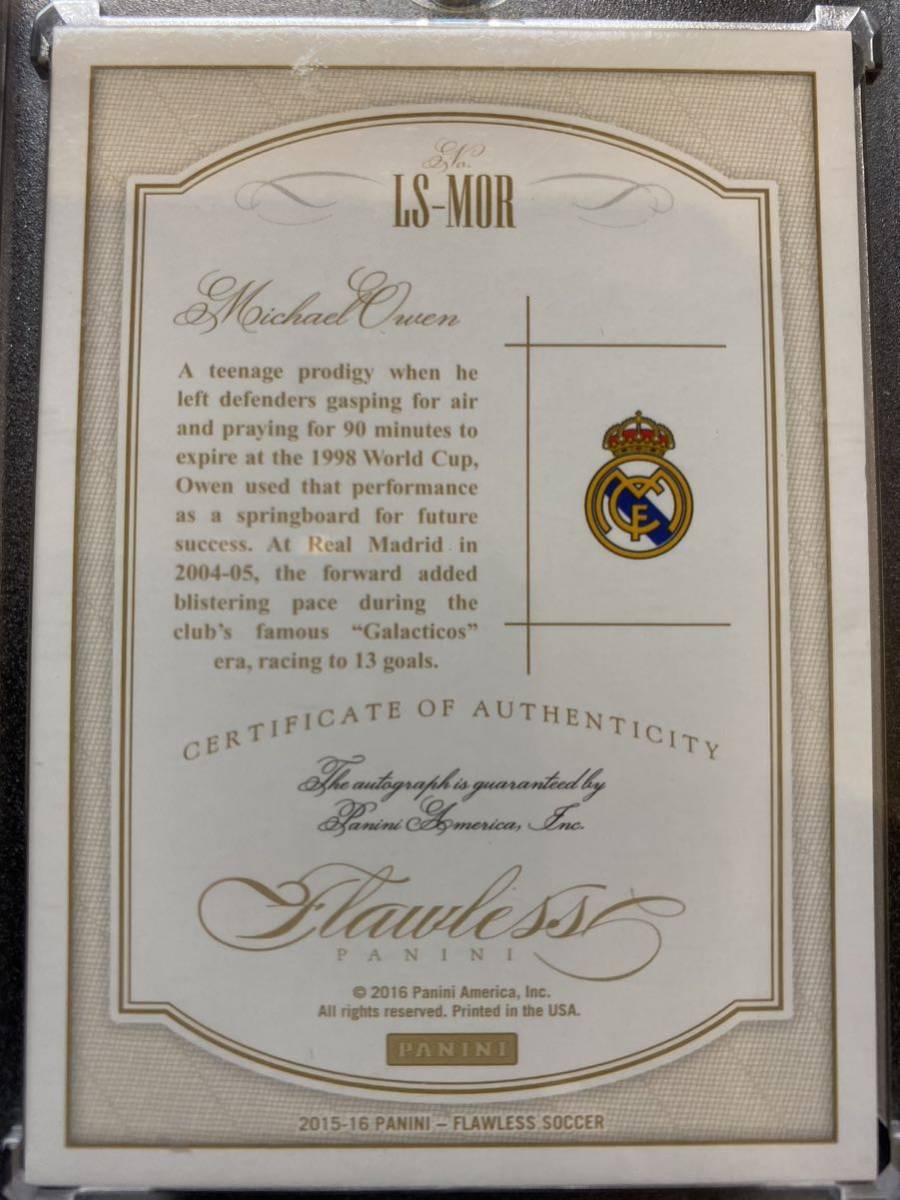 No.
LS-MOR
Michael Owen
A teenage prodigy when he
left defenders gasping for air
and praying for 90 minutes to
expire at the 1998 World Cup,
Owen used that performance
as a springboard for future
success. At Real Madrid in
2004-05, the forward added
blistering pace during the
club's famous “Galacticos”
era, racing to 13 goals.
CERTIFICATE OF AUTHENTICITY
The autograph is guaranteed by
Panini America, Inc.
Flawless
PANINI
© 2016 Panini America, Inc.
All rights reserved. Printed in the USA.
PANINI
2015-16 PANINI – FLAWLESS SOCCER